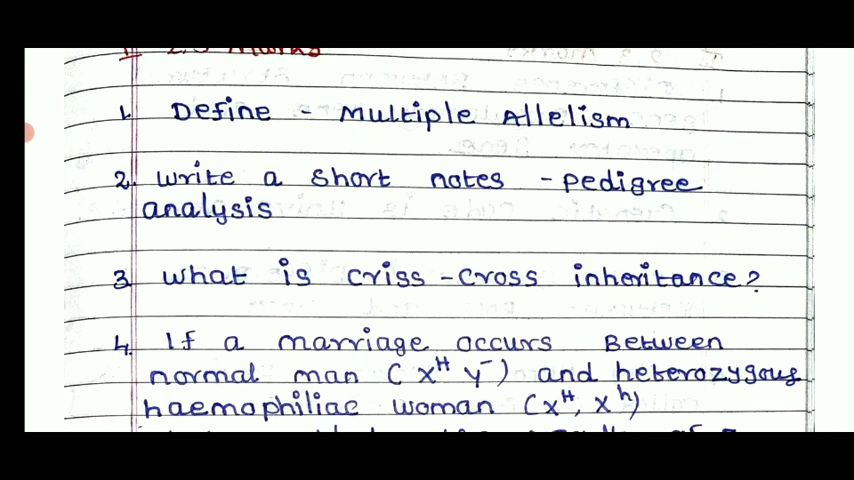 1. Define - Multiple Allelism
2. Write a short notes - pedigree
analysis
3. What is criss - cross inheritance?
4. If a marriage occurs Between
normal man (X^H Y^-) and heterozygous
haemophiliac woman (X^H, X^h)